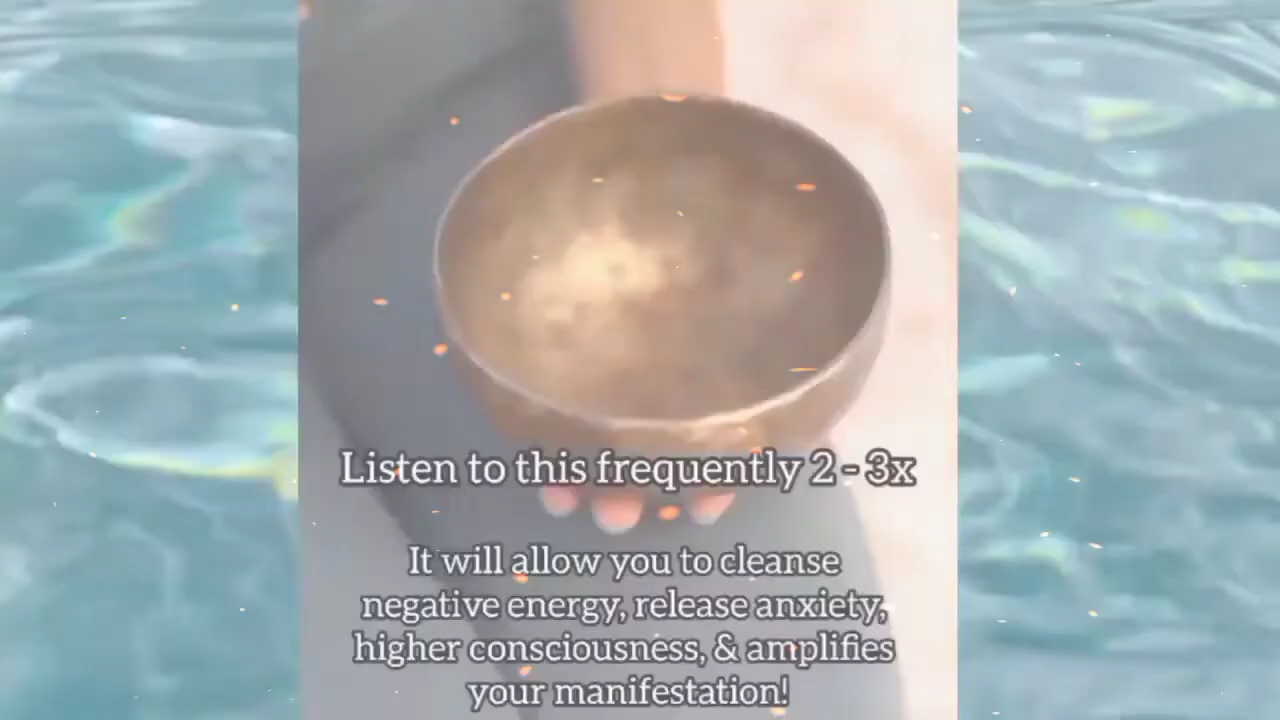 Listen to this frequently 2 - 3x
It will allow you to cleanse
negative energy, release anxiety,
higher consciousness, & amplifies
your manifestation!